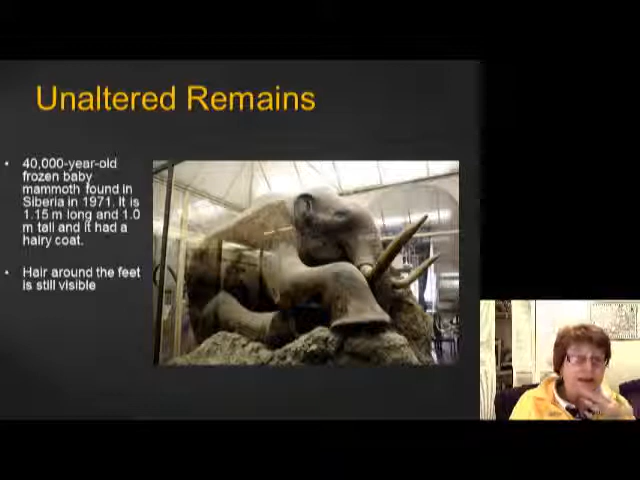 Unaltered Remains
• 40,000-year-old
frozen baby
mammoth found in
Siberia in 1971. It is
1.15 m long and 1.0
m tall and it had a
hairy coat.
• Hair around the feet
is still visible